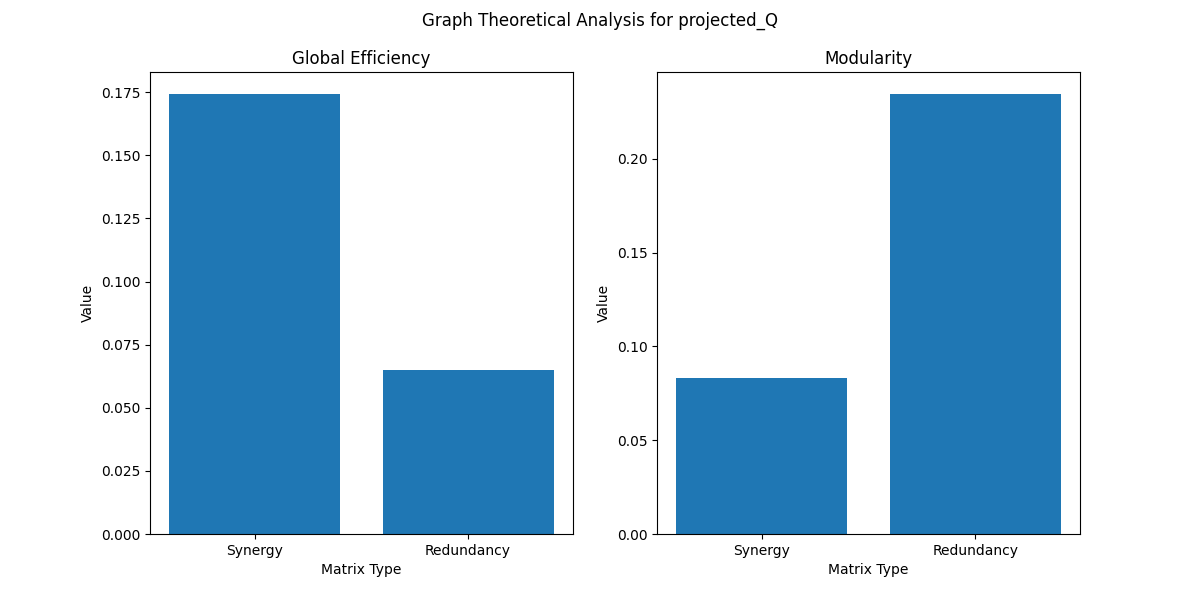 Graph Theoretical Analysis for projected_Q
Global Efficiency
0.175
0.150
0.125
0.100
0.075
0.050
0.025
0.000
Value
Synergy
Redundancy
Matrix Type
Modularity
0.20
0.15
0.10
0.05
0.00
Value
Synergy
Redundancy
Matrix Type